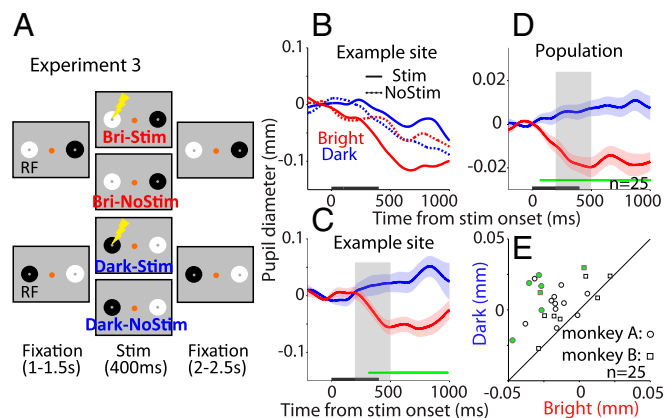 A
Experiment 3
Bri-Stim
RF
Bri-NoStim
Dark-Stim
RF
Dark-NoStim
Fixation
(1-1.5s)
Stim
(400ms)
Fixation
(2-2.5s)
B
Example site
Stim
NoStim
Bright
Dark
0.1
0
-0.1
0
500
1000
Time from stim onset (ms)
Pupil diameter (mm)
C
Example site
0.1
0
-0.1
0
500
1000
Time from stim onset (ms)
D
Population
0.02
0
-0.02
n=25
0
500
1000
E
0.05
0
-0.05
0
0.05
Dark (mm)
Bright (mm)
monkey A:
monkey B:
n=25